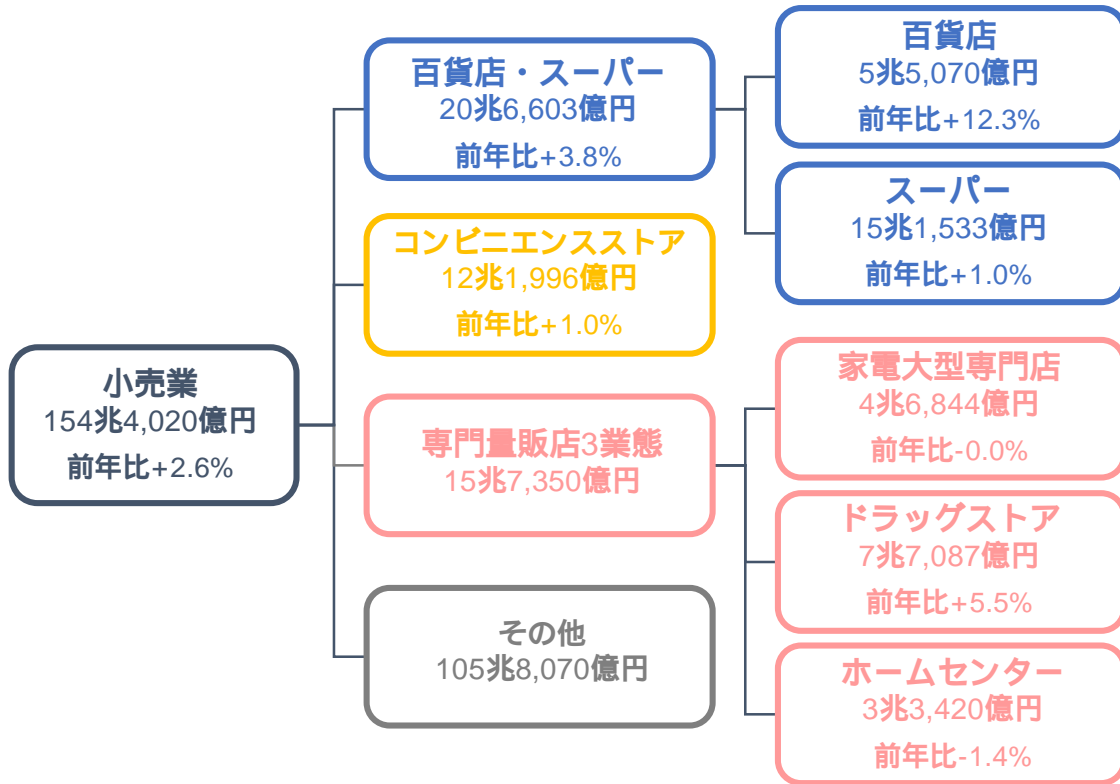 小売業
154兆4,020億円
前年比+2.6%
百貨店・スーパー
20兆6,603億円
前年比+3.8%
コンビニエンスストア
12兆1,996億円
前年比+1.0%
専門量販店3業態
15兆7,350億円
その他
105兆8,070億円
百貨店
5兆5,070億円
前年比+12.3%
スーパー
15兆1,533億円
前年比+1.0%
家電大型専門店
4兆6,844億円
前年比-0.0%
ドラッグストア
7兆7,087億円
前年比+5.5%
ホームセンター
3兆3,420億円
前年比-1.4%